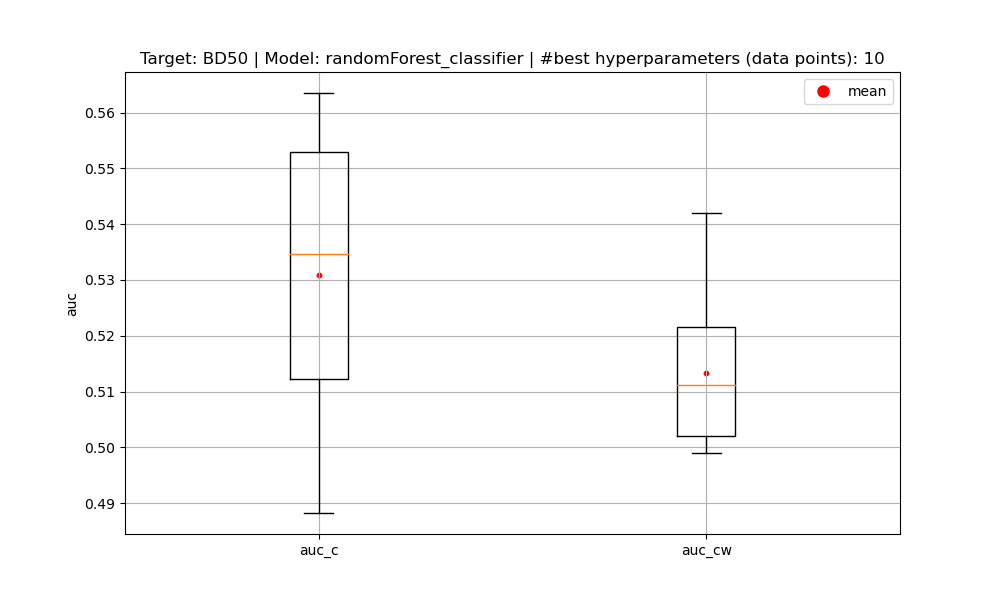 Target: BD50 | Model: randomForest_classifier | #best hyperparameters (data points): 10
mean
0.56
0.55
0.54
0.53
0.52
0.51
0.50
0.49
auc
auc_c
auc_cw